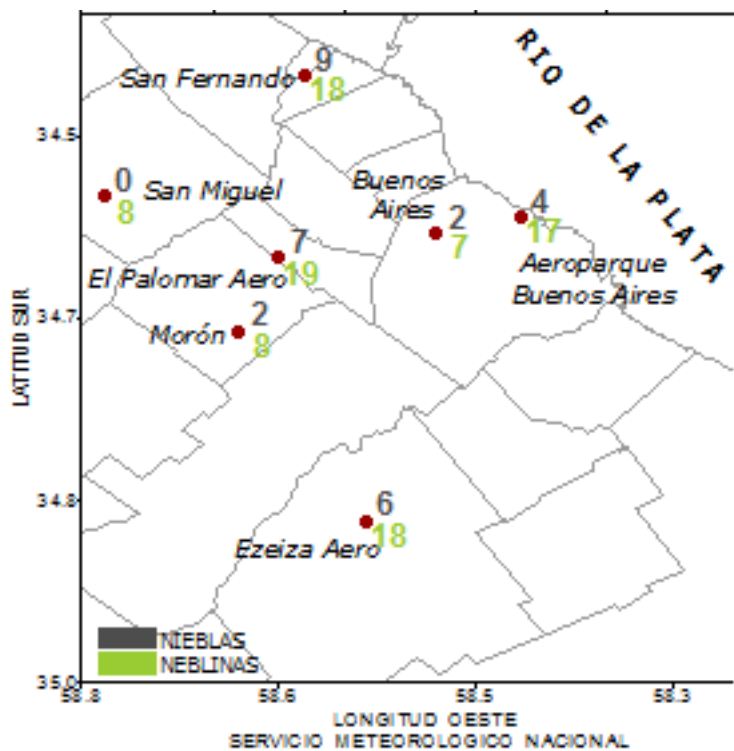 9
San Fernando
18
RIO DE LA PLATA
34.5
0
San Miguel
8
Buenos
Aires
2
7
4
17
Aeroparque
Buenos Aires
7
El Palomar Aero
19
34.7
2
Morón
8
LATITUD SUR
34.8
6
Ezeiza Aero
18
NIEBLAS
NEBLINAS
35.0
58.8
58.6
58.5
58.3
LONGITUD OESTE
SERVICIO METEOROLOGICO NACIONAL